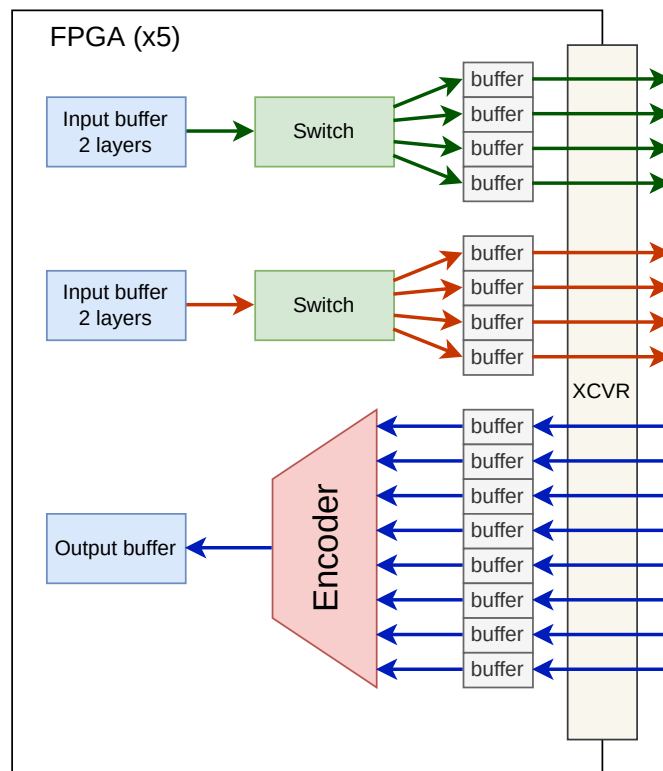 FPGA (x5)
Input buffer
2 layers
Switch
buffer
buffer
buffer
buffer
Input buffer
2 layers
Switch
buffer
buffer
buffer
buffer
XCVR
Output buffer
Encoder
buffer
buffer
buffer
buffer
buffer
buffer
buffer
buffer